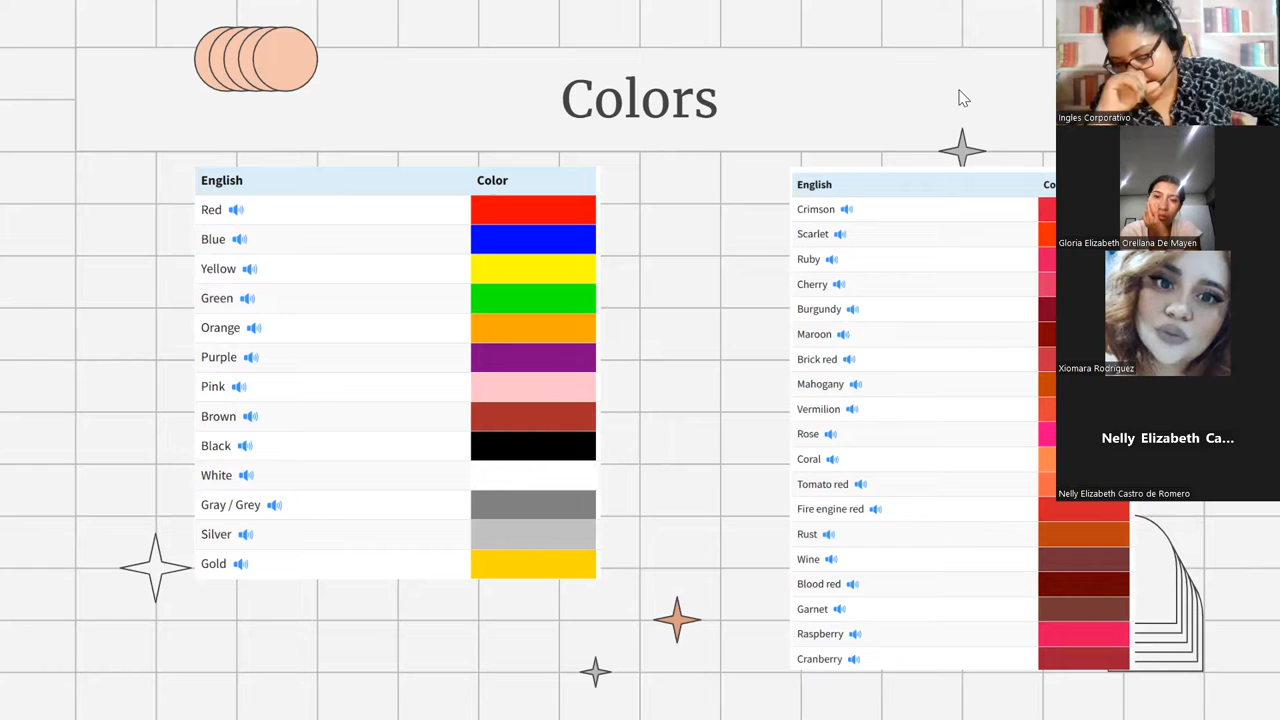 Colors
English Color
Red
Blue
Yellow
Green
Orange
Purple
Pink
Brown
Black
White
Gray / Grey
Silver
Gold
English Co
Crimson
Scarlet
Ruby
Cherry
Burgundy
Maroon
Brick red
Mahogany
Vermilion
Rose
Coral
Tomato red
Fire engine red
Rust
Wine
Blood red
Garnet
Raspberry
Cranberry
Ingles Corporativo
Gloria Elizabeth Orellana De Mayen
Xiomara Rodriguez
Nelly Elizabeth Ca...
Nelly Elizabeth Castro de Romero